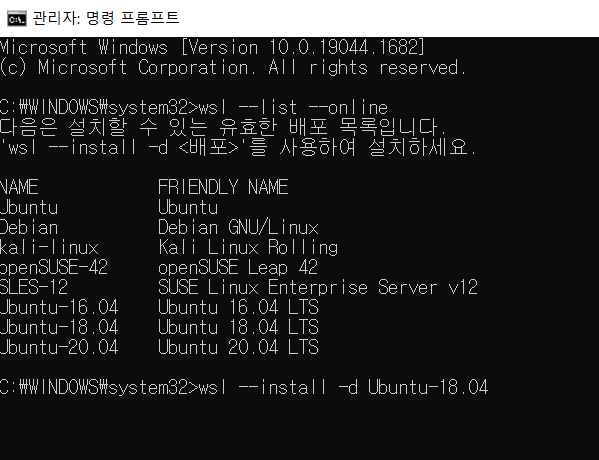 관리자: 명령 프롬프트
Microsoft Windows [Version 10.0.19044.1682]
(c) Microsoft Corporation. All rights reserved.
C:₩WINDOWS₩system32>wsl --list --online
다음은 설치할 수 있는 유효한 배포 목록입니다.
'wsl --install -d <배포>'를 사용하여 설치하세요.
NAME FRIENDLY NAME
Ubuntu Ubuntu
Debian Debian GNU/Linux
kali-linux Kali Linux Rolling
openSUSE-42 openSUSE Leap 42
SLES-12 SUSE Linux Enterprise Server v12
Ubuntu-16.04 Ubuntu 16.04 LTS
Ubuntu-18.04 Ubuntu 18.04 LTS
Ubuntu-20.04 Ubuntu 20.04 LTS
C:₩WINDOWS₩system32>wsl --install -d Ubuntu-18.04